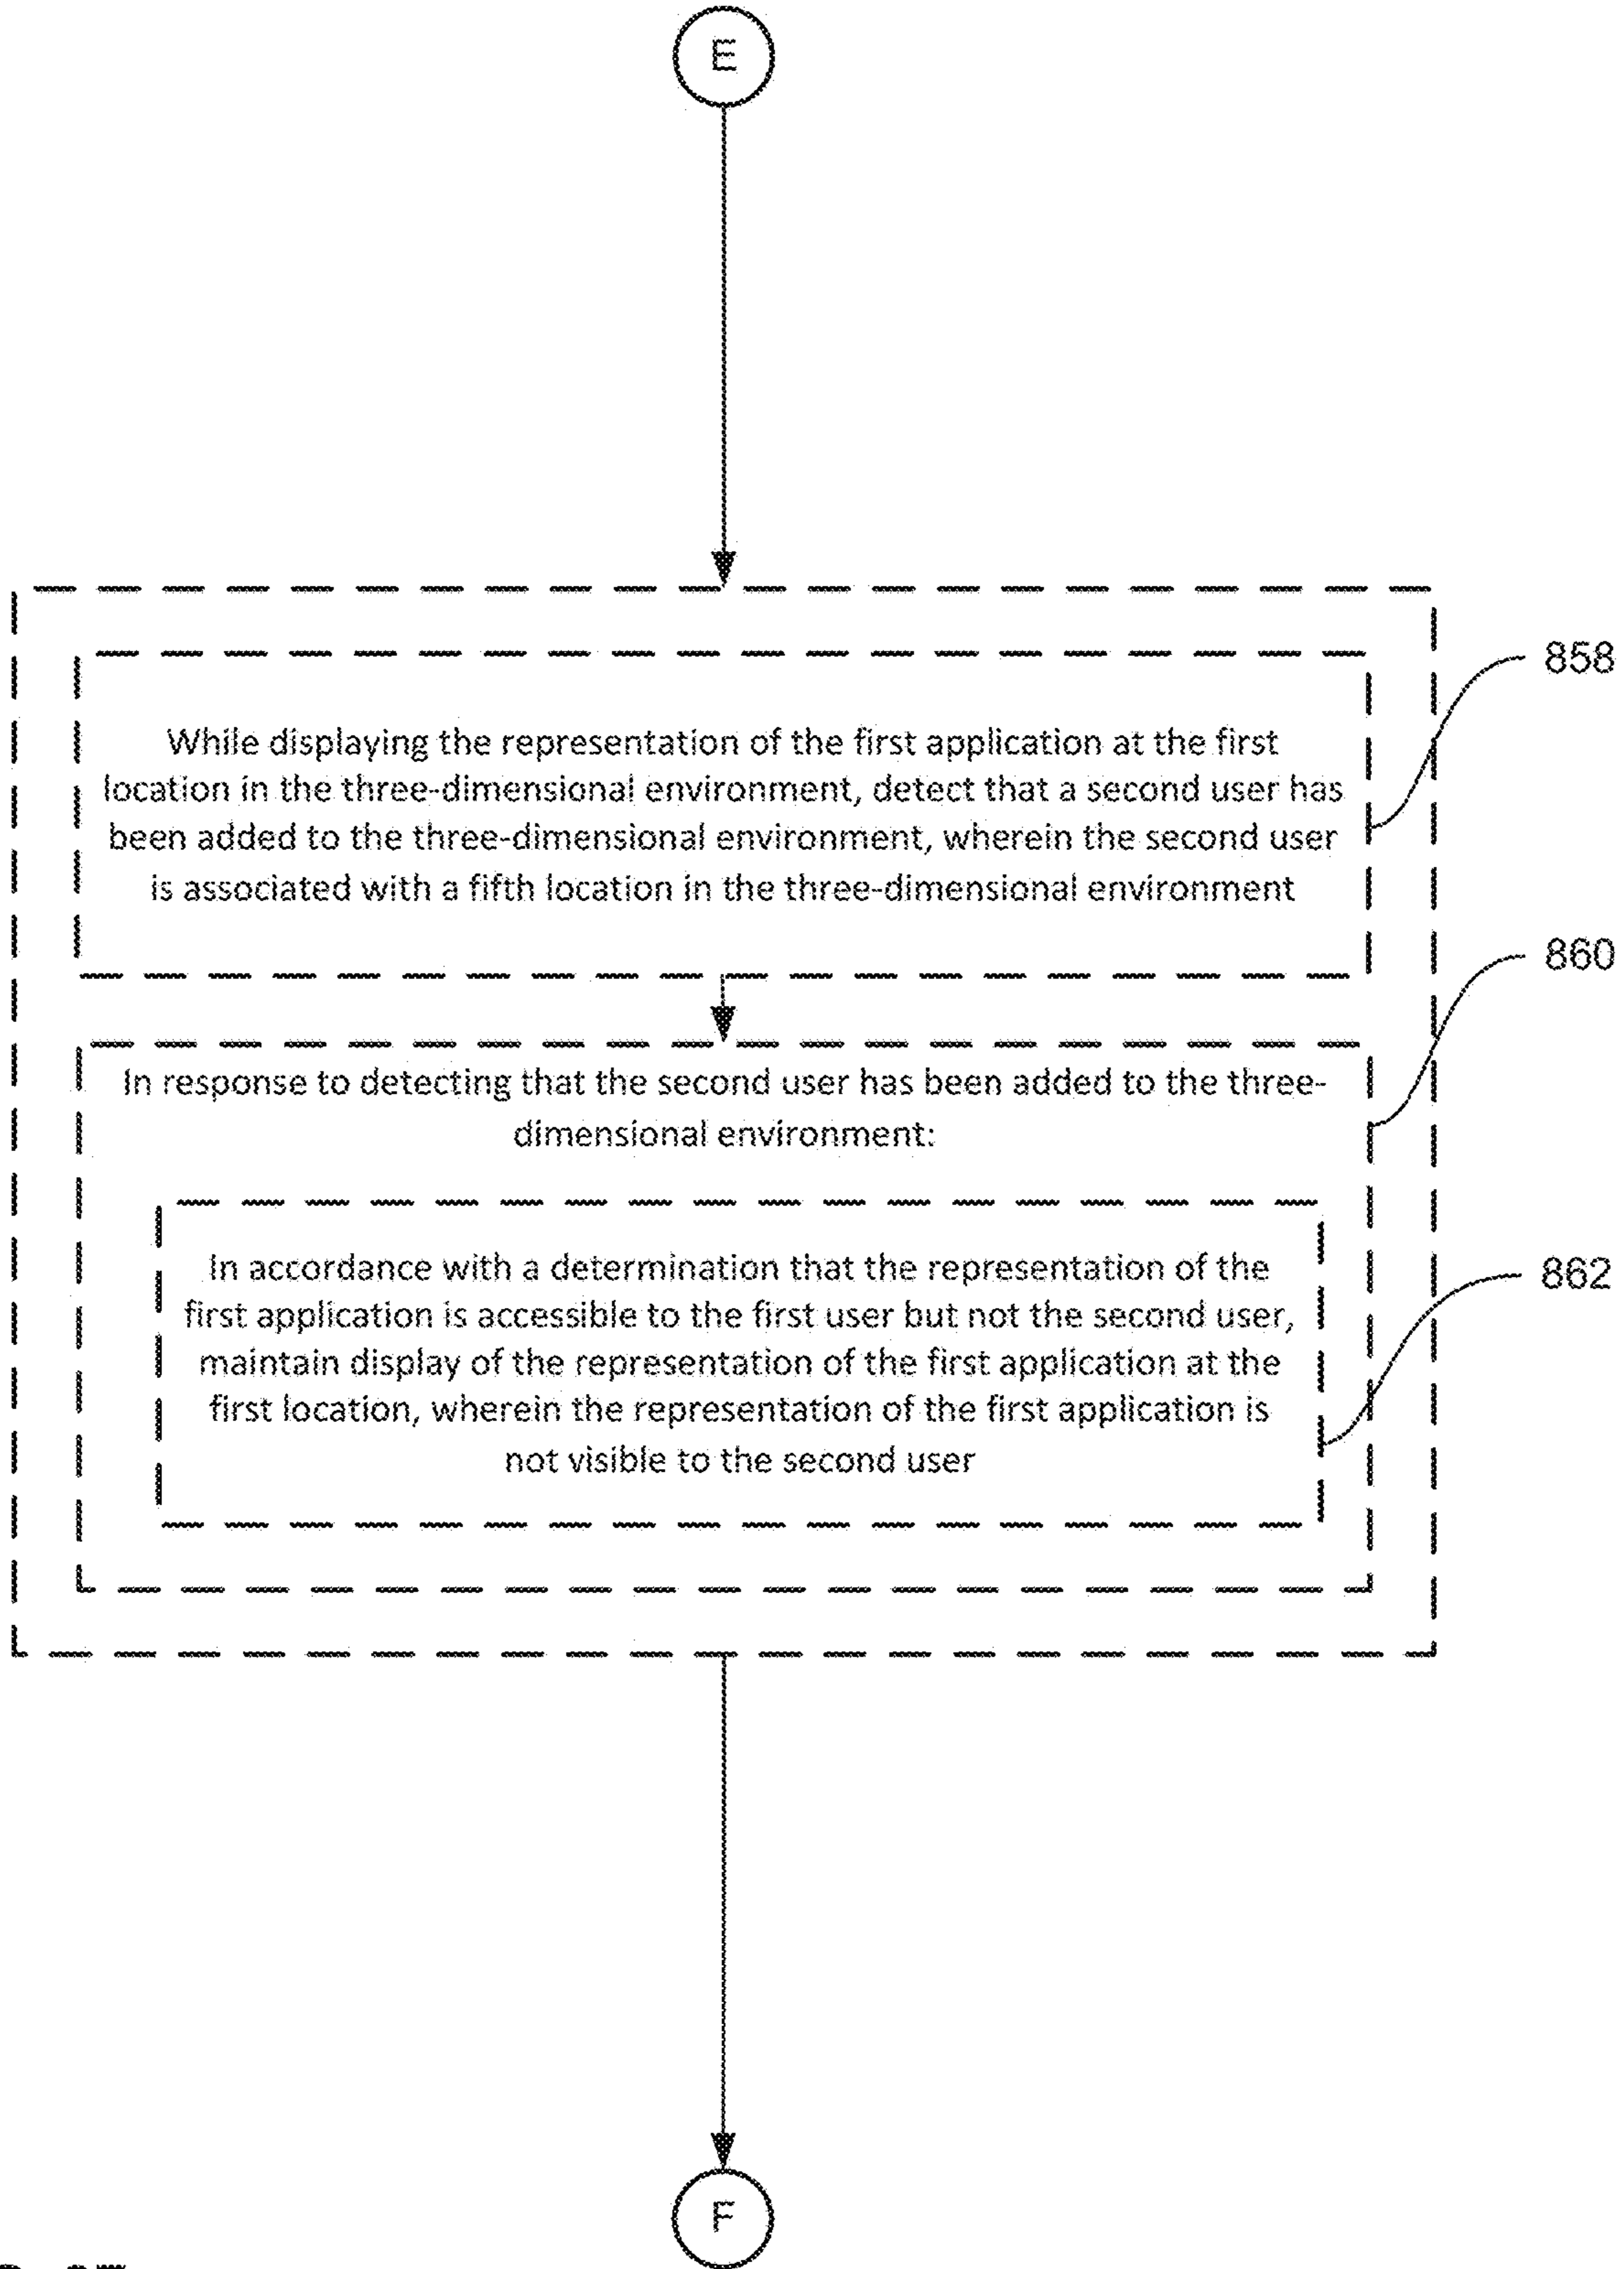 E
858
While displaying the representation of the first application at the first
location in the three-dimensional environment, detect that a second user has
been added to the three-dimensional environment, wherein the second user
is associated with a fifth location in the three-dimensional environment
860
In response to detecting that the second user has been added to the three-
dimensional environment:
862
In accordance with a determination that the representation of the
first application is accessible to the first user but not the second user,
maintain display of the representation of the first application at the
first location, wherein the representation of the first application is
not visible to the second user
F